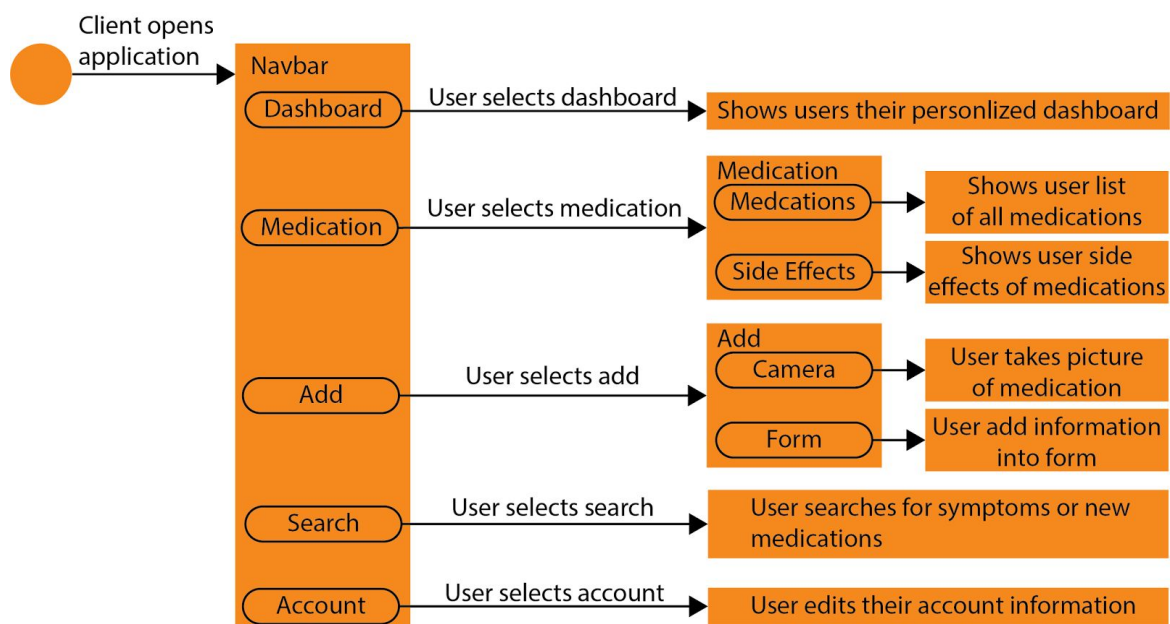 Client opens
application
Navbar
Dashboard
User selects dashboard
Shows users their personlized dashboard
Medication
User selects medication
Medication
Medcations
Shows user list
of all medications
Side Effects
Shows user side
effects of medications
Add
User selects add
Add
Camera
User takes picture
of medication
Form
User add information
into form
Search
User selects search
User searches for symptoms or new
medications
Account
User selects account
User edits their account information